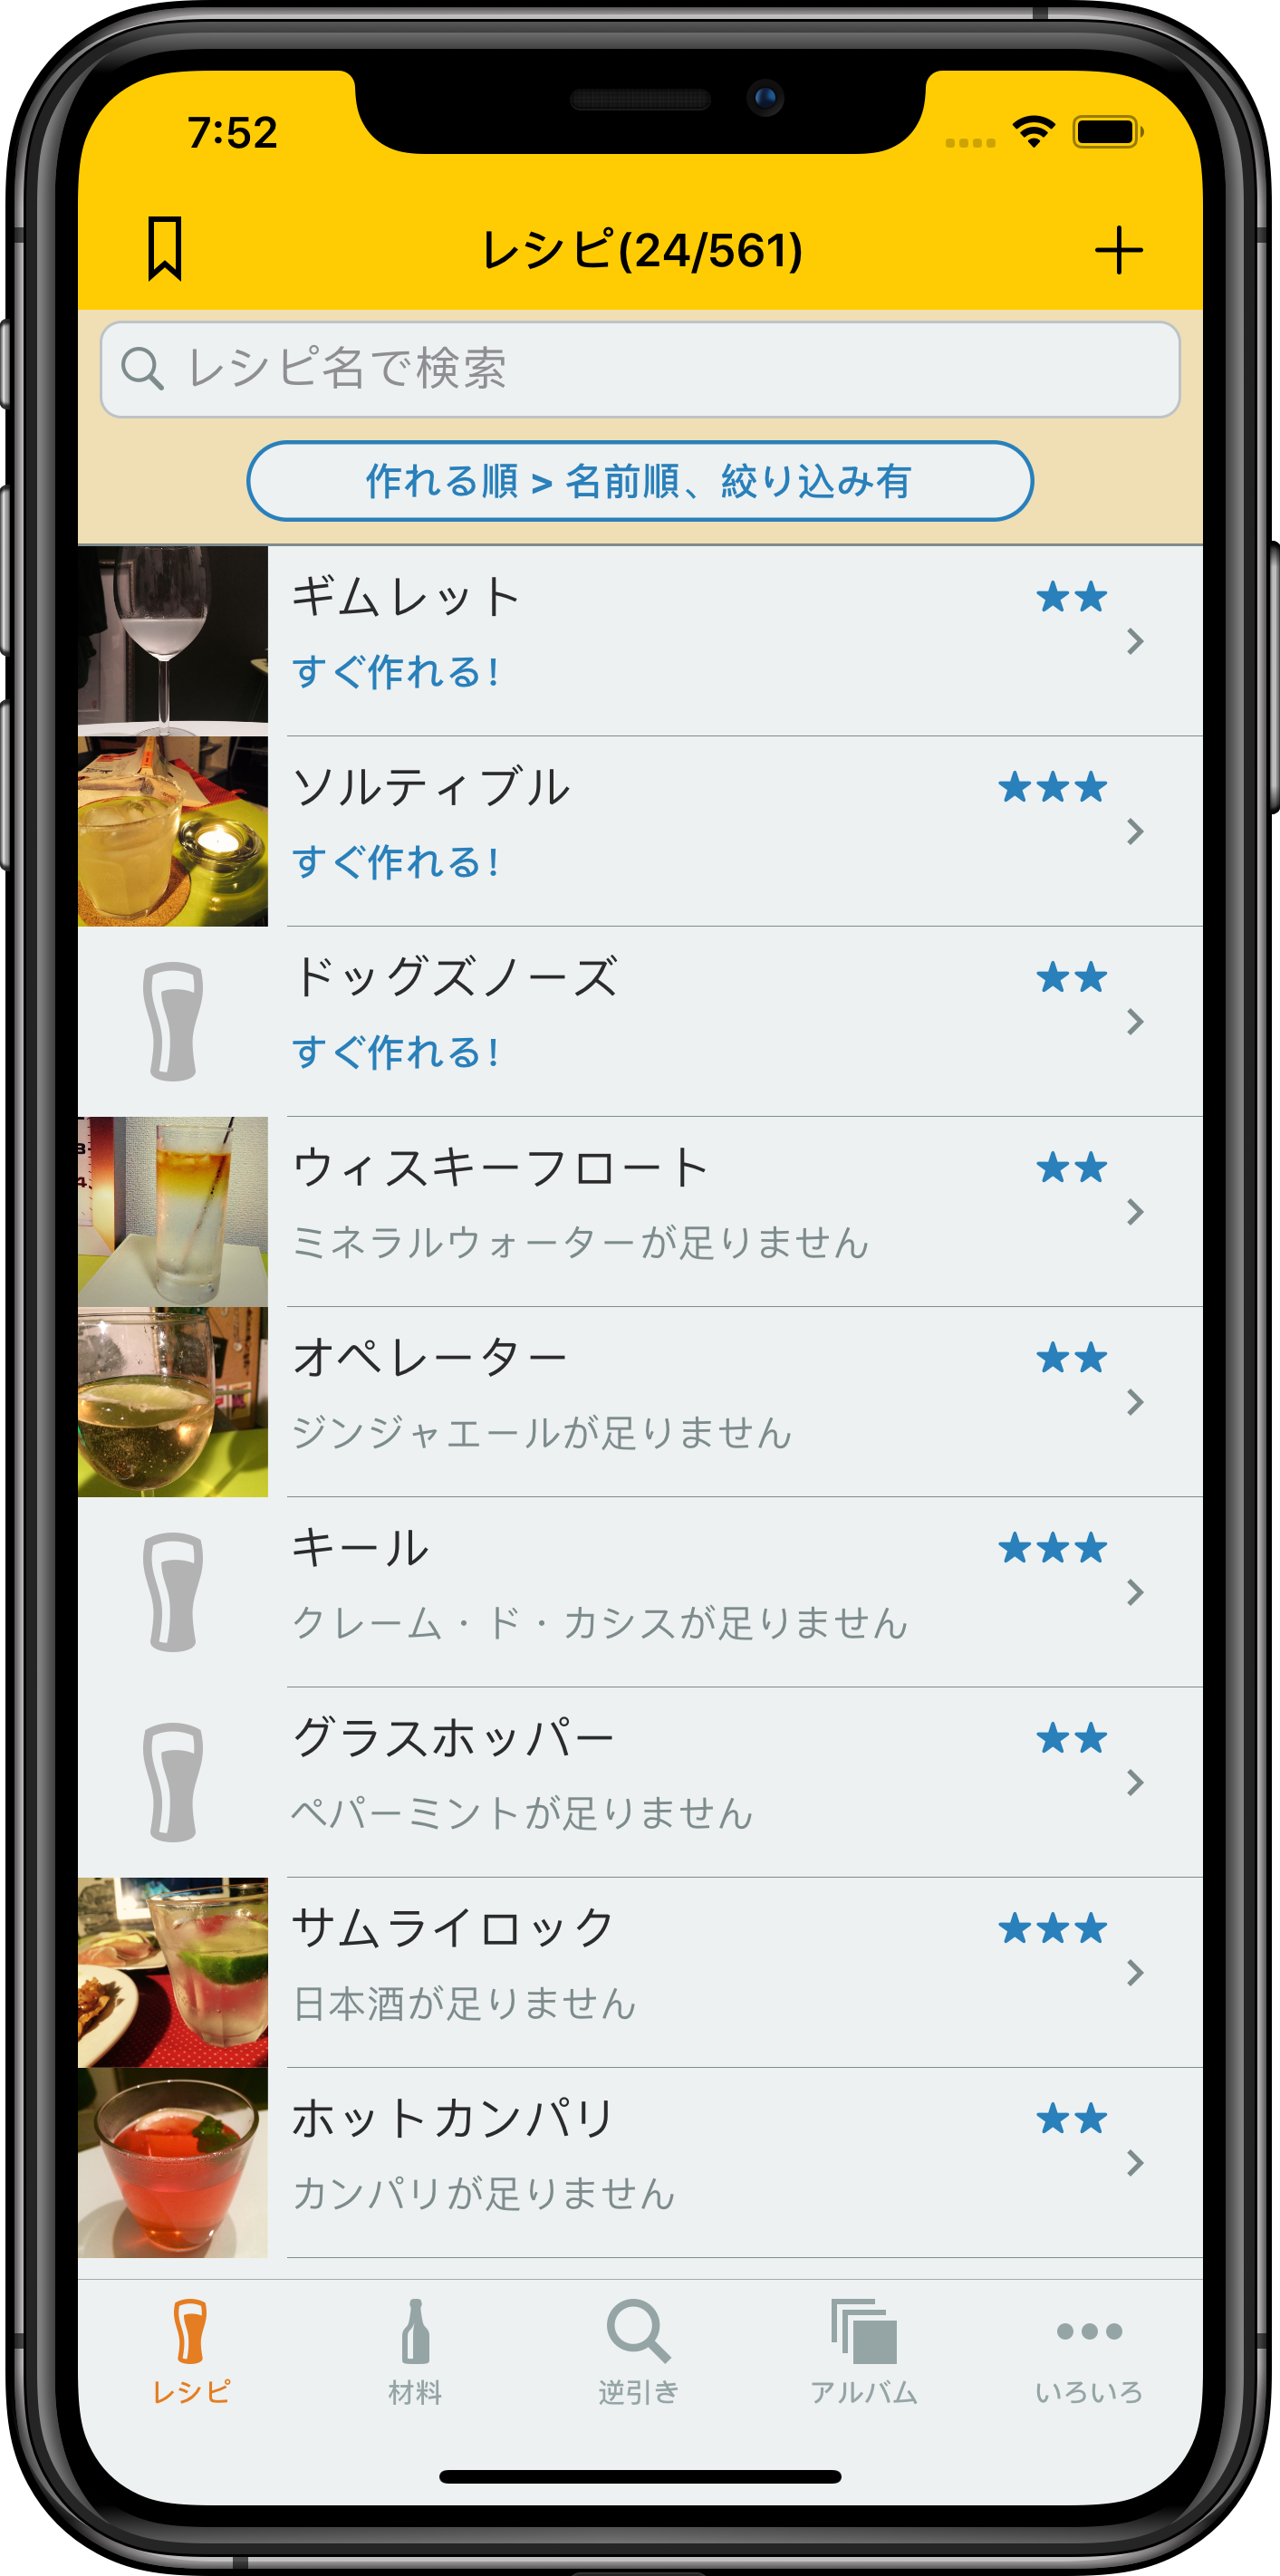 7:52
レシピ(24/561)
レシピ名で検索
作れる順 > 名前順、絞り込み有
ギムレット ★★
すぐ作れる!
ソルティブル ★★★
すぐ作れる!
ドッグズノーズ ★★
すぐ作れる!
ウィスキーフロート ★★
ミネラルウォーターが足りません
オペレーター ★★
ジンジャエールが足りません
キール ★★★
クレーム・ド・カシスが足りません
グラスホッパー ★★
ペパーミントが足りません
サムライロック ★★★
日本酒が足りません
ホットカンパリ ★★
カンパリが足りません
レシピ 材料 逆引き アルバム いろいろ